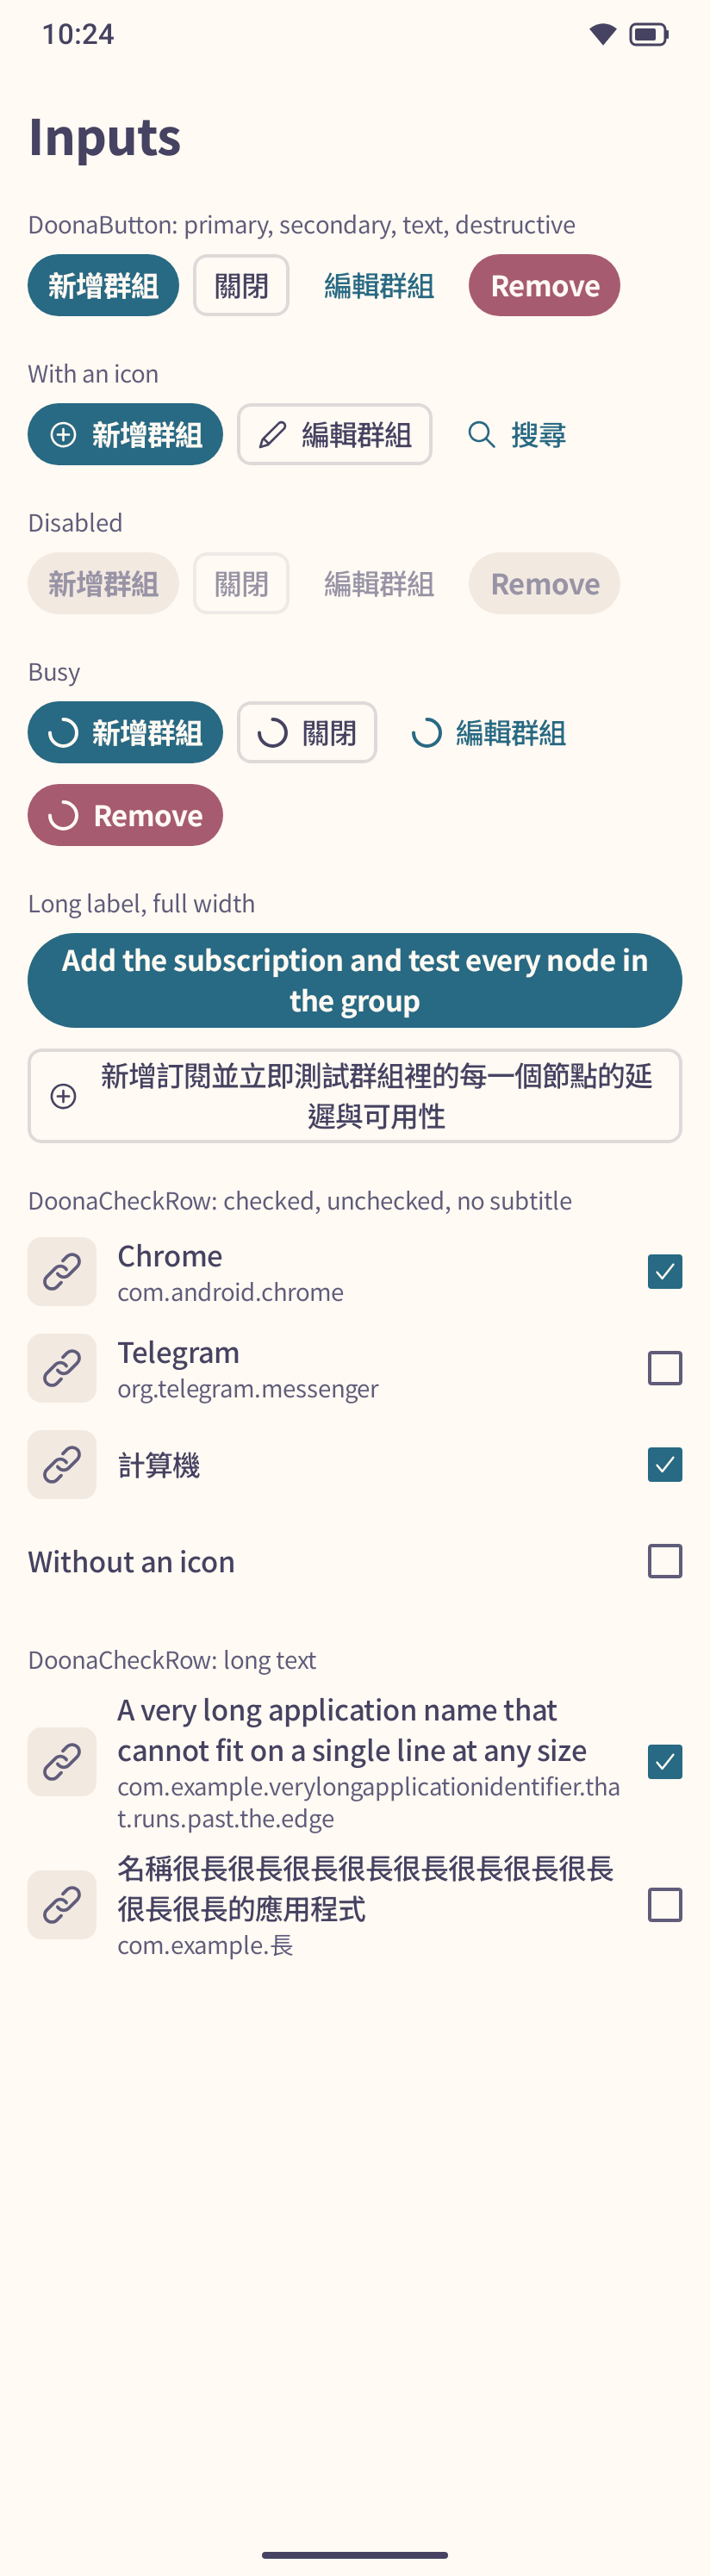 10:24
Inputs
DoonaButton: primary, secondary, text, destructive
新增群組 關閉 編輯群組 Remove
With an icon
新增群組 編輯群組 搜尋
Disabled
新增群組 關閉 編輯群組 Remove
Busy
新增群組 關閉 編輯群組
Remove
Long label, full width
Add the subscription and test every node in
the group
新增訂閱並立即測試群組裡的每一個節點的延
遲與可用性
DoonaCheckRow: checked, unchecked, no subtitle
Chrome
com.android.chrome
Telegram
org.telegram.messenger
計算機
Without an icon
DoonaCheckRow: long text
A very long application name that
cannot fit on a single line at any size
com.example.verylongapplicationidentifier.tha
t.runs.past.the.edge
名稱很長很長很長很長很長很長很長很長
很長很長的應用程式
com.example.長